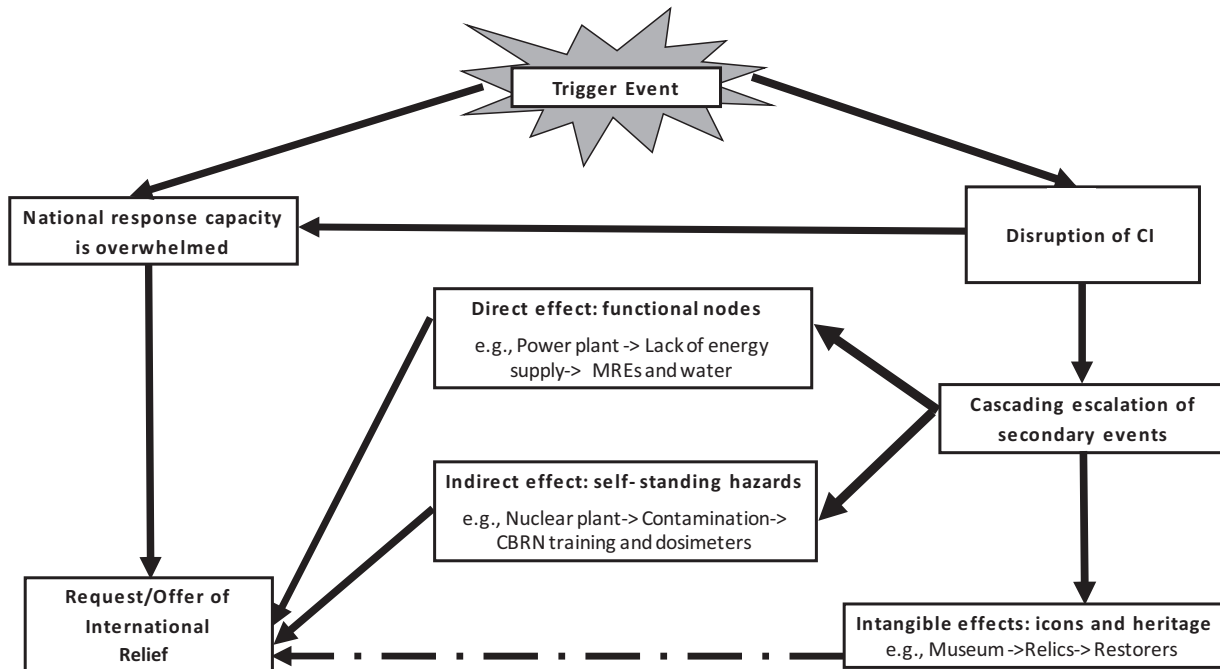 Trigger Event
National response capacity
is overwhelmed
Disruption of CI
Direct effect: functional nodes
e.g., Power plant -> Lack of energy
supply-> MREs and water
Cascading escalation of
secondary events
Indirect effect: self- standing hazards
e.g., Nuclear plant-> Contamination->
CBRN training and dosimeters
Request/Offer of
International
Relief
Intangible effects: icons and heritage
e.g., Museum ->Relics-> Restorers